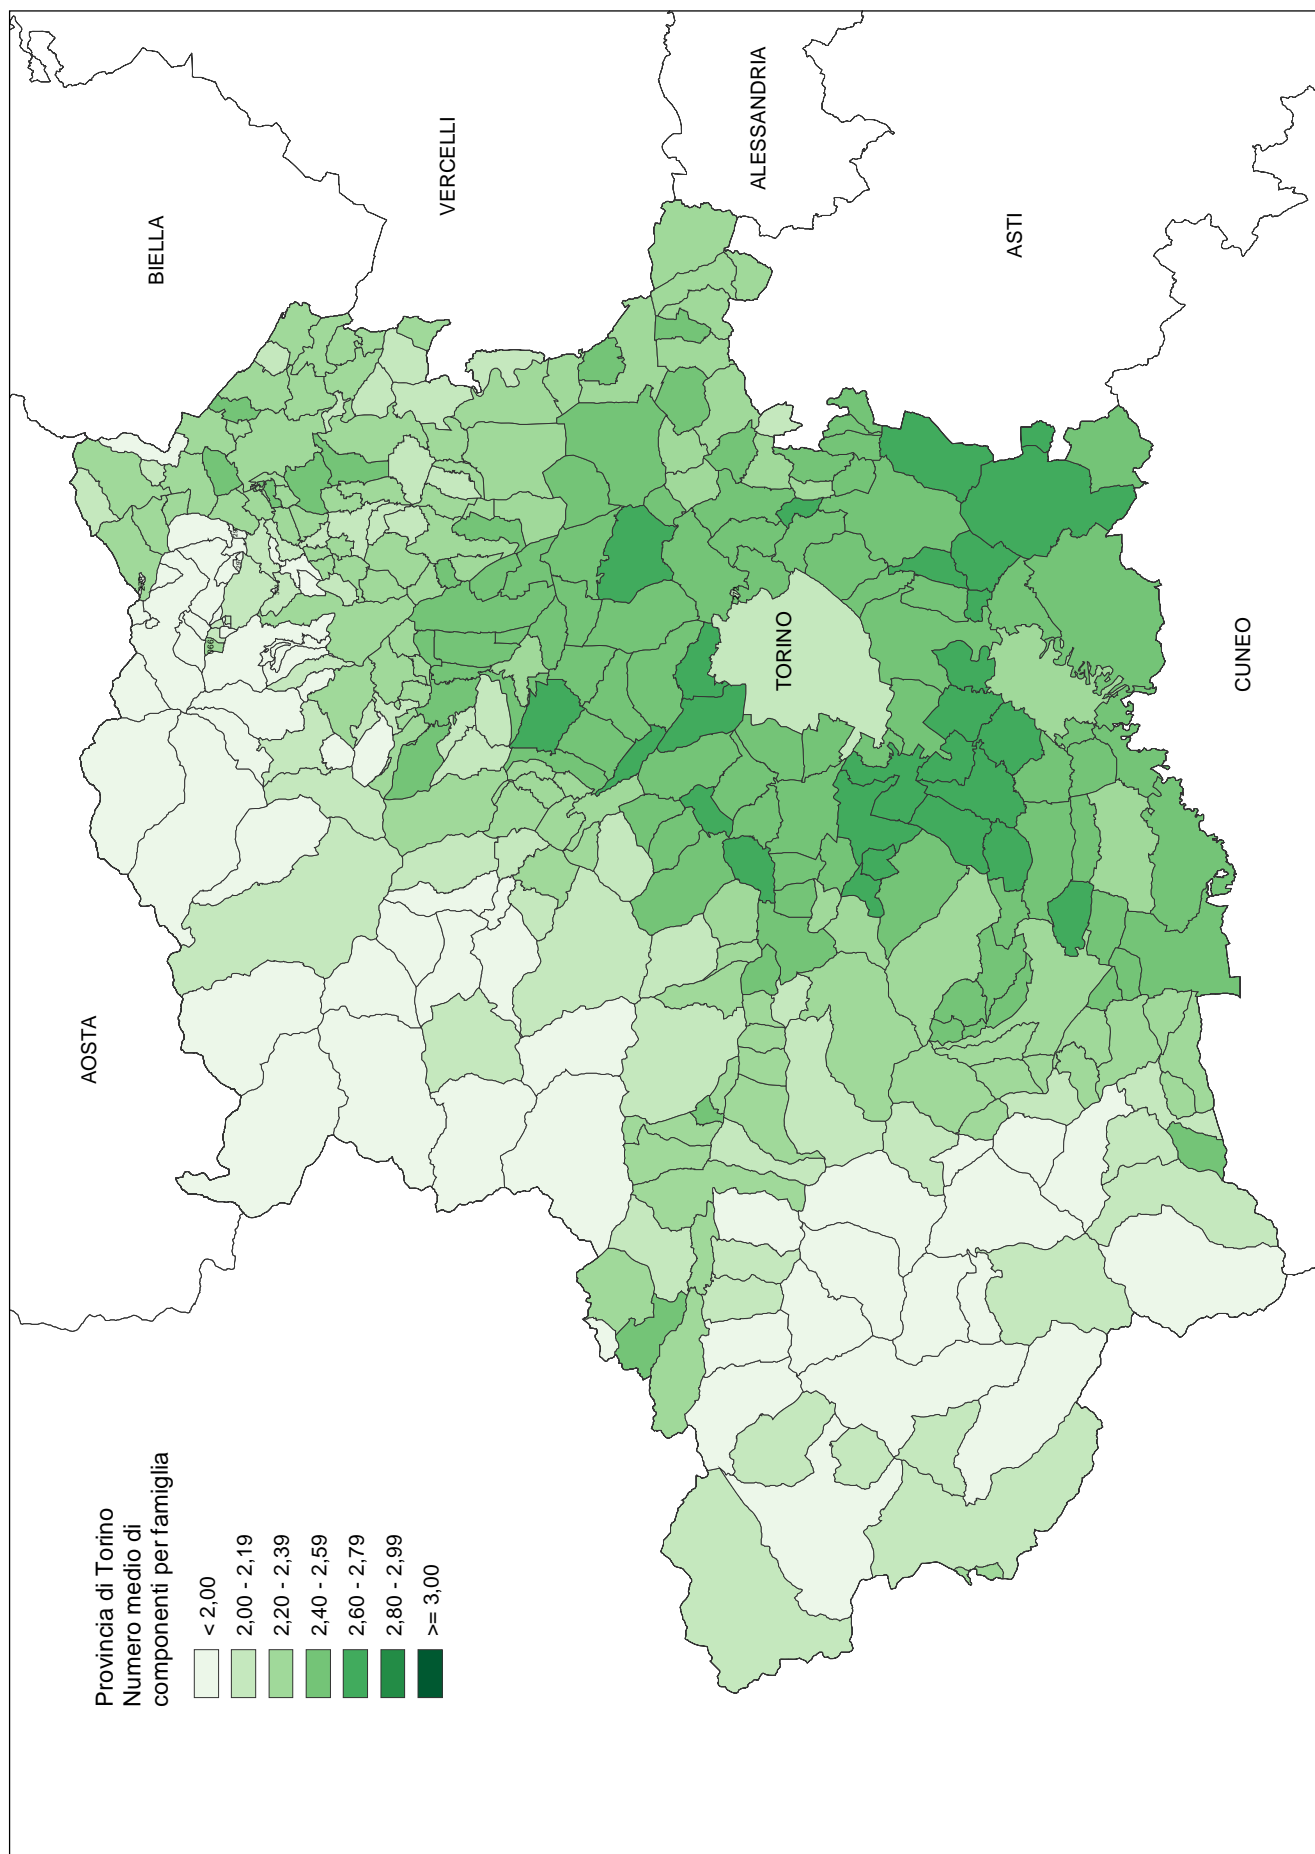 Provincia di Torino
Numero medio di
componenti per famiglia
< 2,00
2,00 - 2,19
2,20 - 2,39
2,40 - 2,59
2,60 - 2,79
2,80 - 2,99
>= 3,00
AOSTA
BIELLA
VERCELLI
ALESSANDRIA
ASTI
TORINO
CUNEO